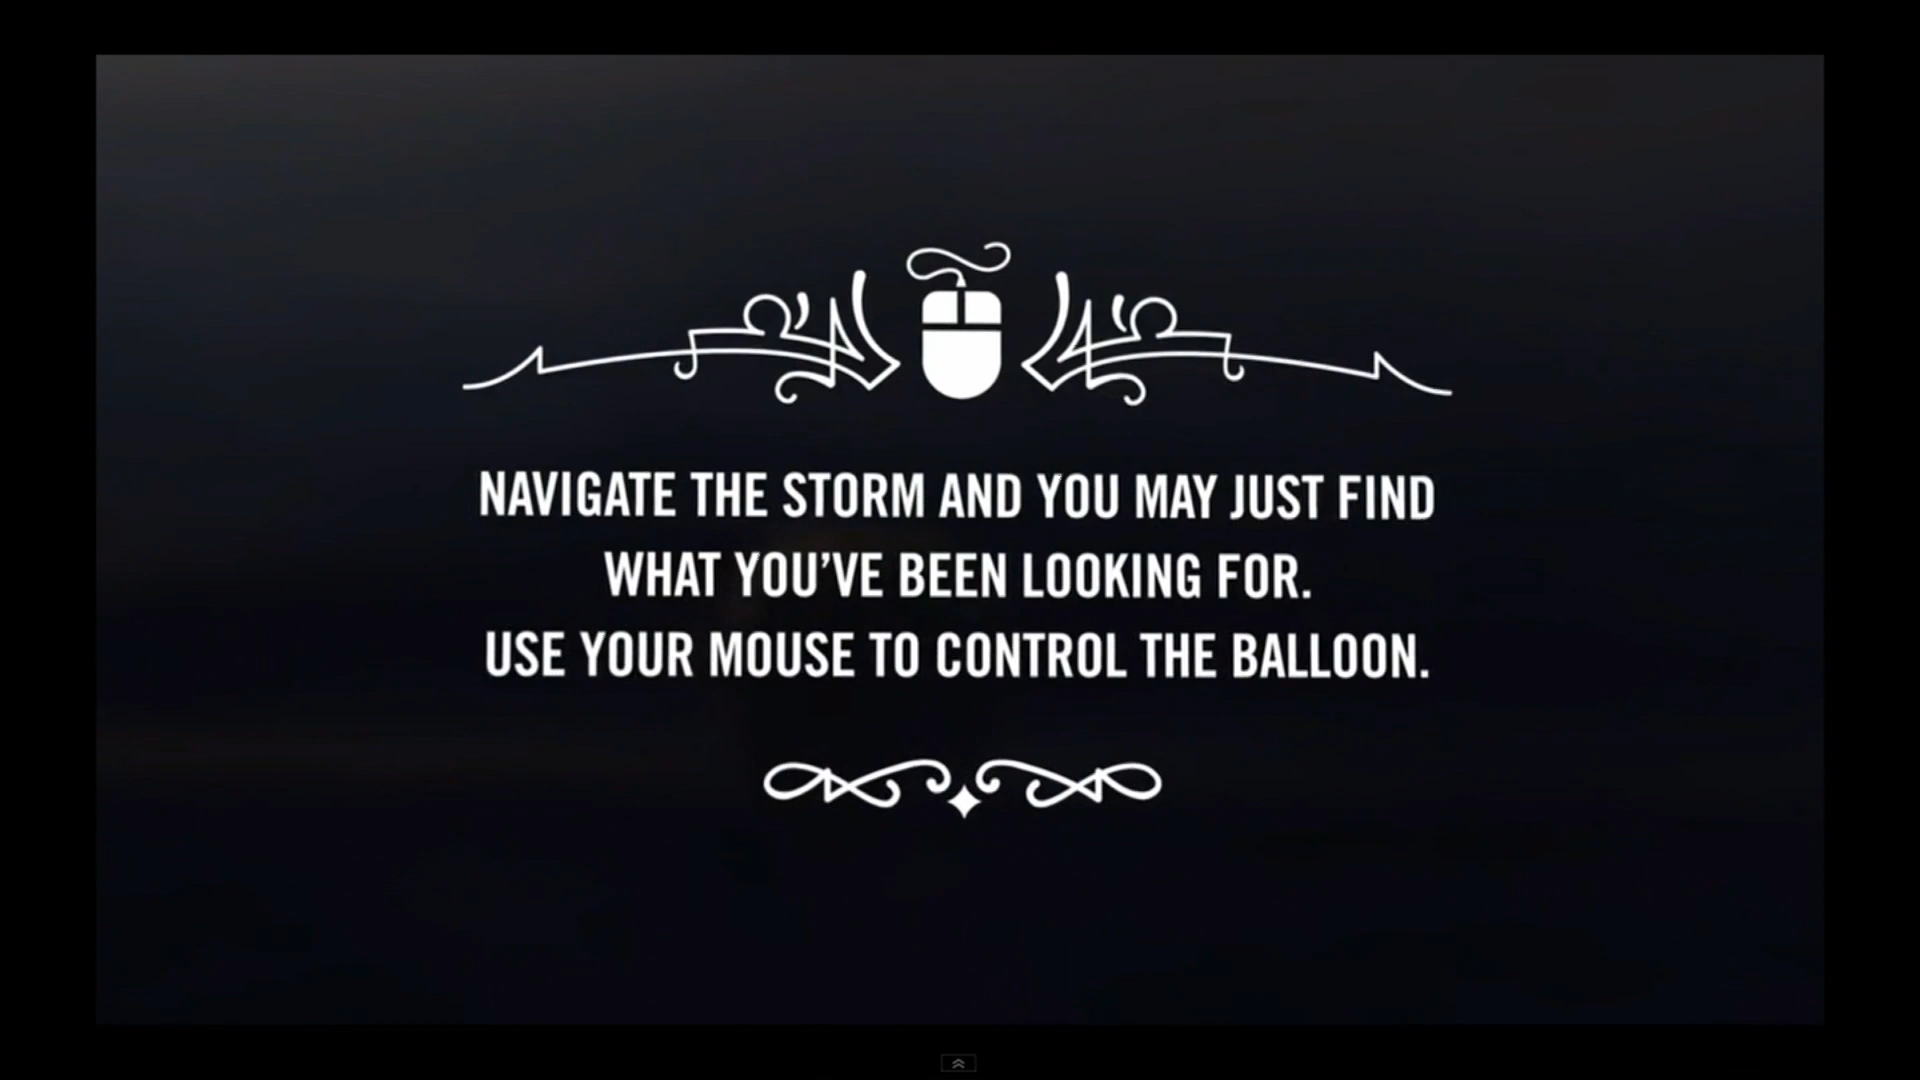 NAVIGATE THE STORM AND YOU MAY JUST FIND
WHAT YOU'VE BEEN LOOKING FOR.
USE YOUR MOUSE TO CONTROL THE BALLOON.